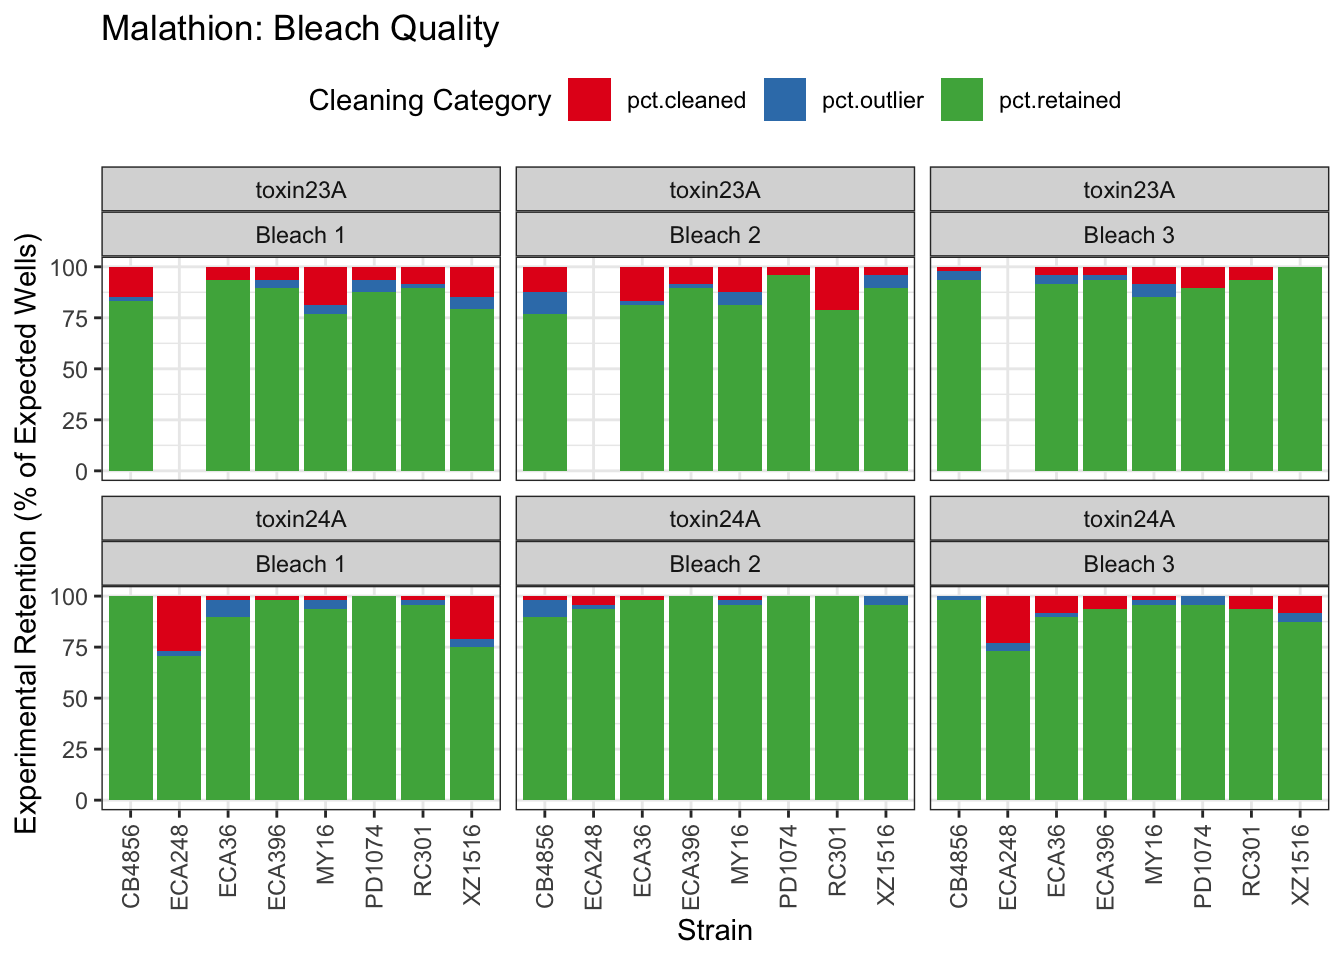 Malathion: Bleach Quality
Cleaning Category pct.cleaned pct.outlier pct.retained
toxin23A toxin23A toxin23A
Bleach 1 Bleach 2 Bleach 3
100
75
50
25
0
Experimental Retention (% of Expected Wells)
toxin24A toxin24A toxin24A
Bleach 1 Bleach 2 Bleach 3
100
75
50
25
0
CB4856 ECA248 ECA36 ECA396 MY16 PD1074 RC301 XZ1516 CB4856 ECA248 ECA36 ECA396 MY16 PD1074 RC301 XZ1516 CB4856 ECA248 ECA36 ECA396 MY16 PD1074 RC301 XZ1516
Strain